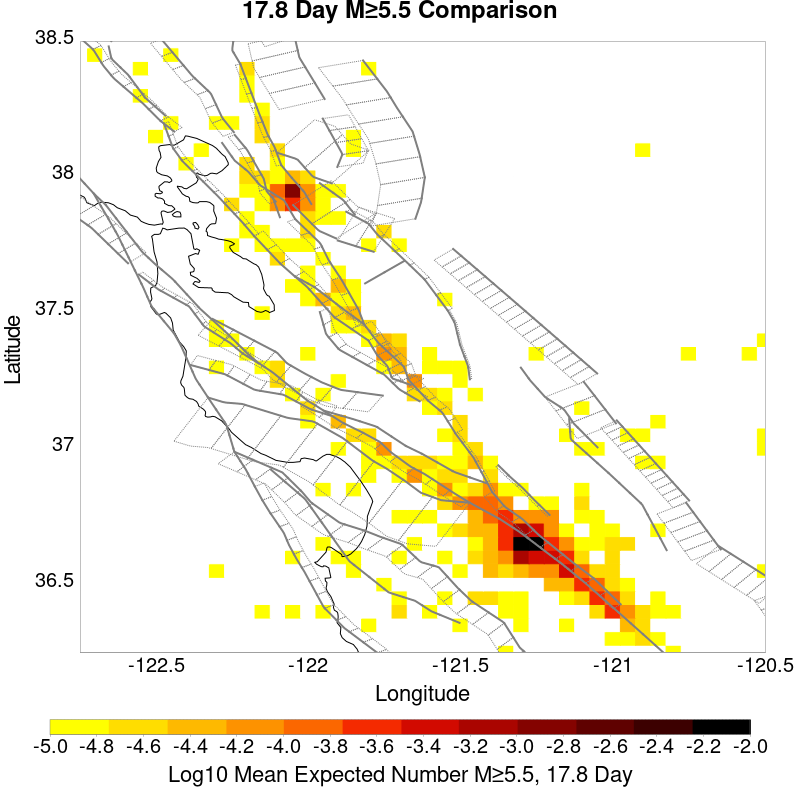 17.8 Day M≥5.5 Comparison
38.5
38
37.5
37
36.5
Latitude
-122.5 -122 -121.5 -121 -120.5
Longitude
-5.0 -4.8 -4.6 -4.4 -4.2 -4.0 -3.8 -3.6 -3.4 -3.2 -3.0 -2.8 -2.6 -2.4 -2.2 -2.0
Log10 Mean Expected Number M≥5.5, 17.8 Day